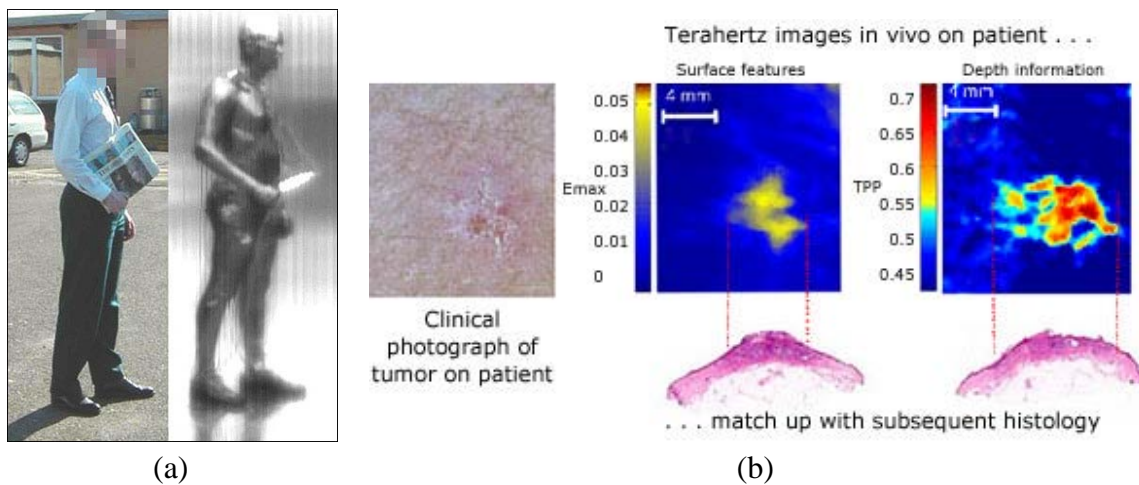 Terahertz images in vivo on patient . . .
Surface features
Depth information
4 mm
4 mm
0.05
0.04
0.03
0.02
0.01
0
Emax
0.7
0.65
0.6
0.55
0.5
0.45
TPP
Clinical
photograph of
tumor on patient
. . . match up with subsequent histology
(a)
(b)